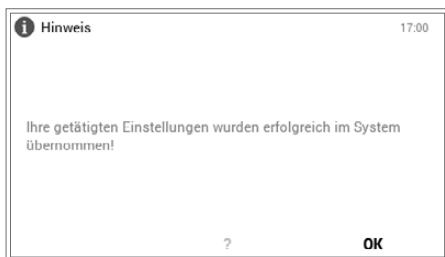 Hinweis 17:00
Ihre getätigten Einstellungen wurden erfolgreich im System
übernommen!
? OK